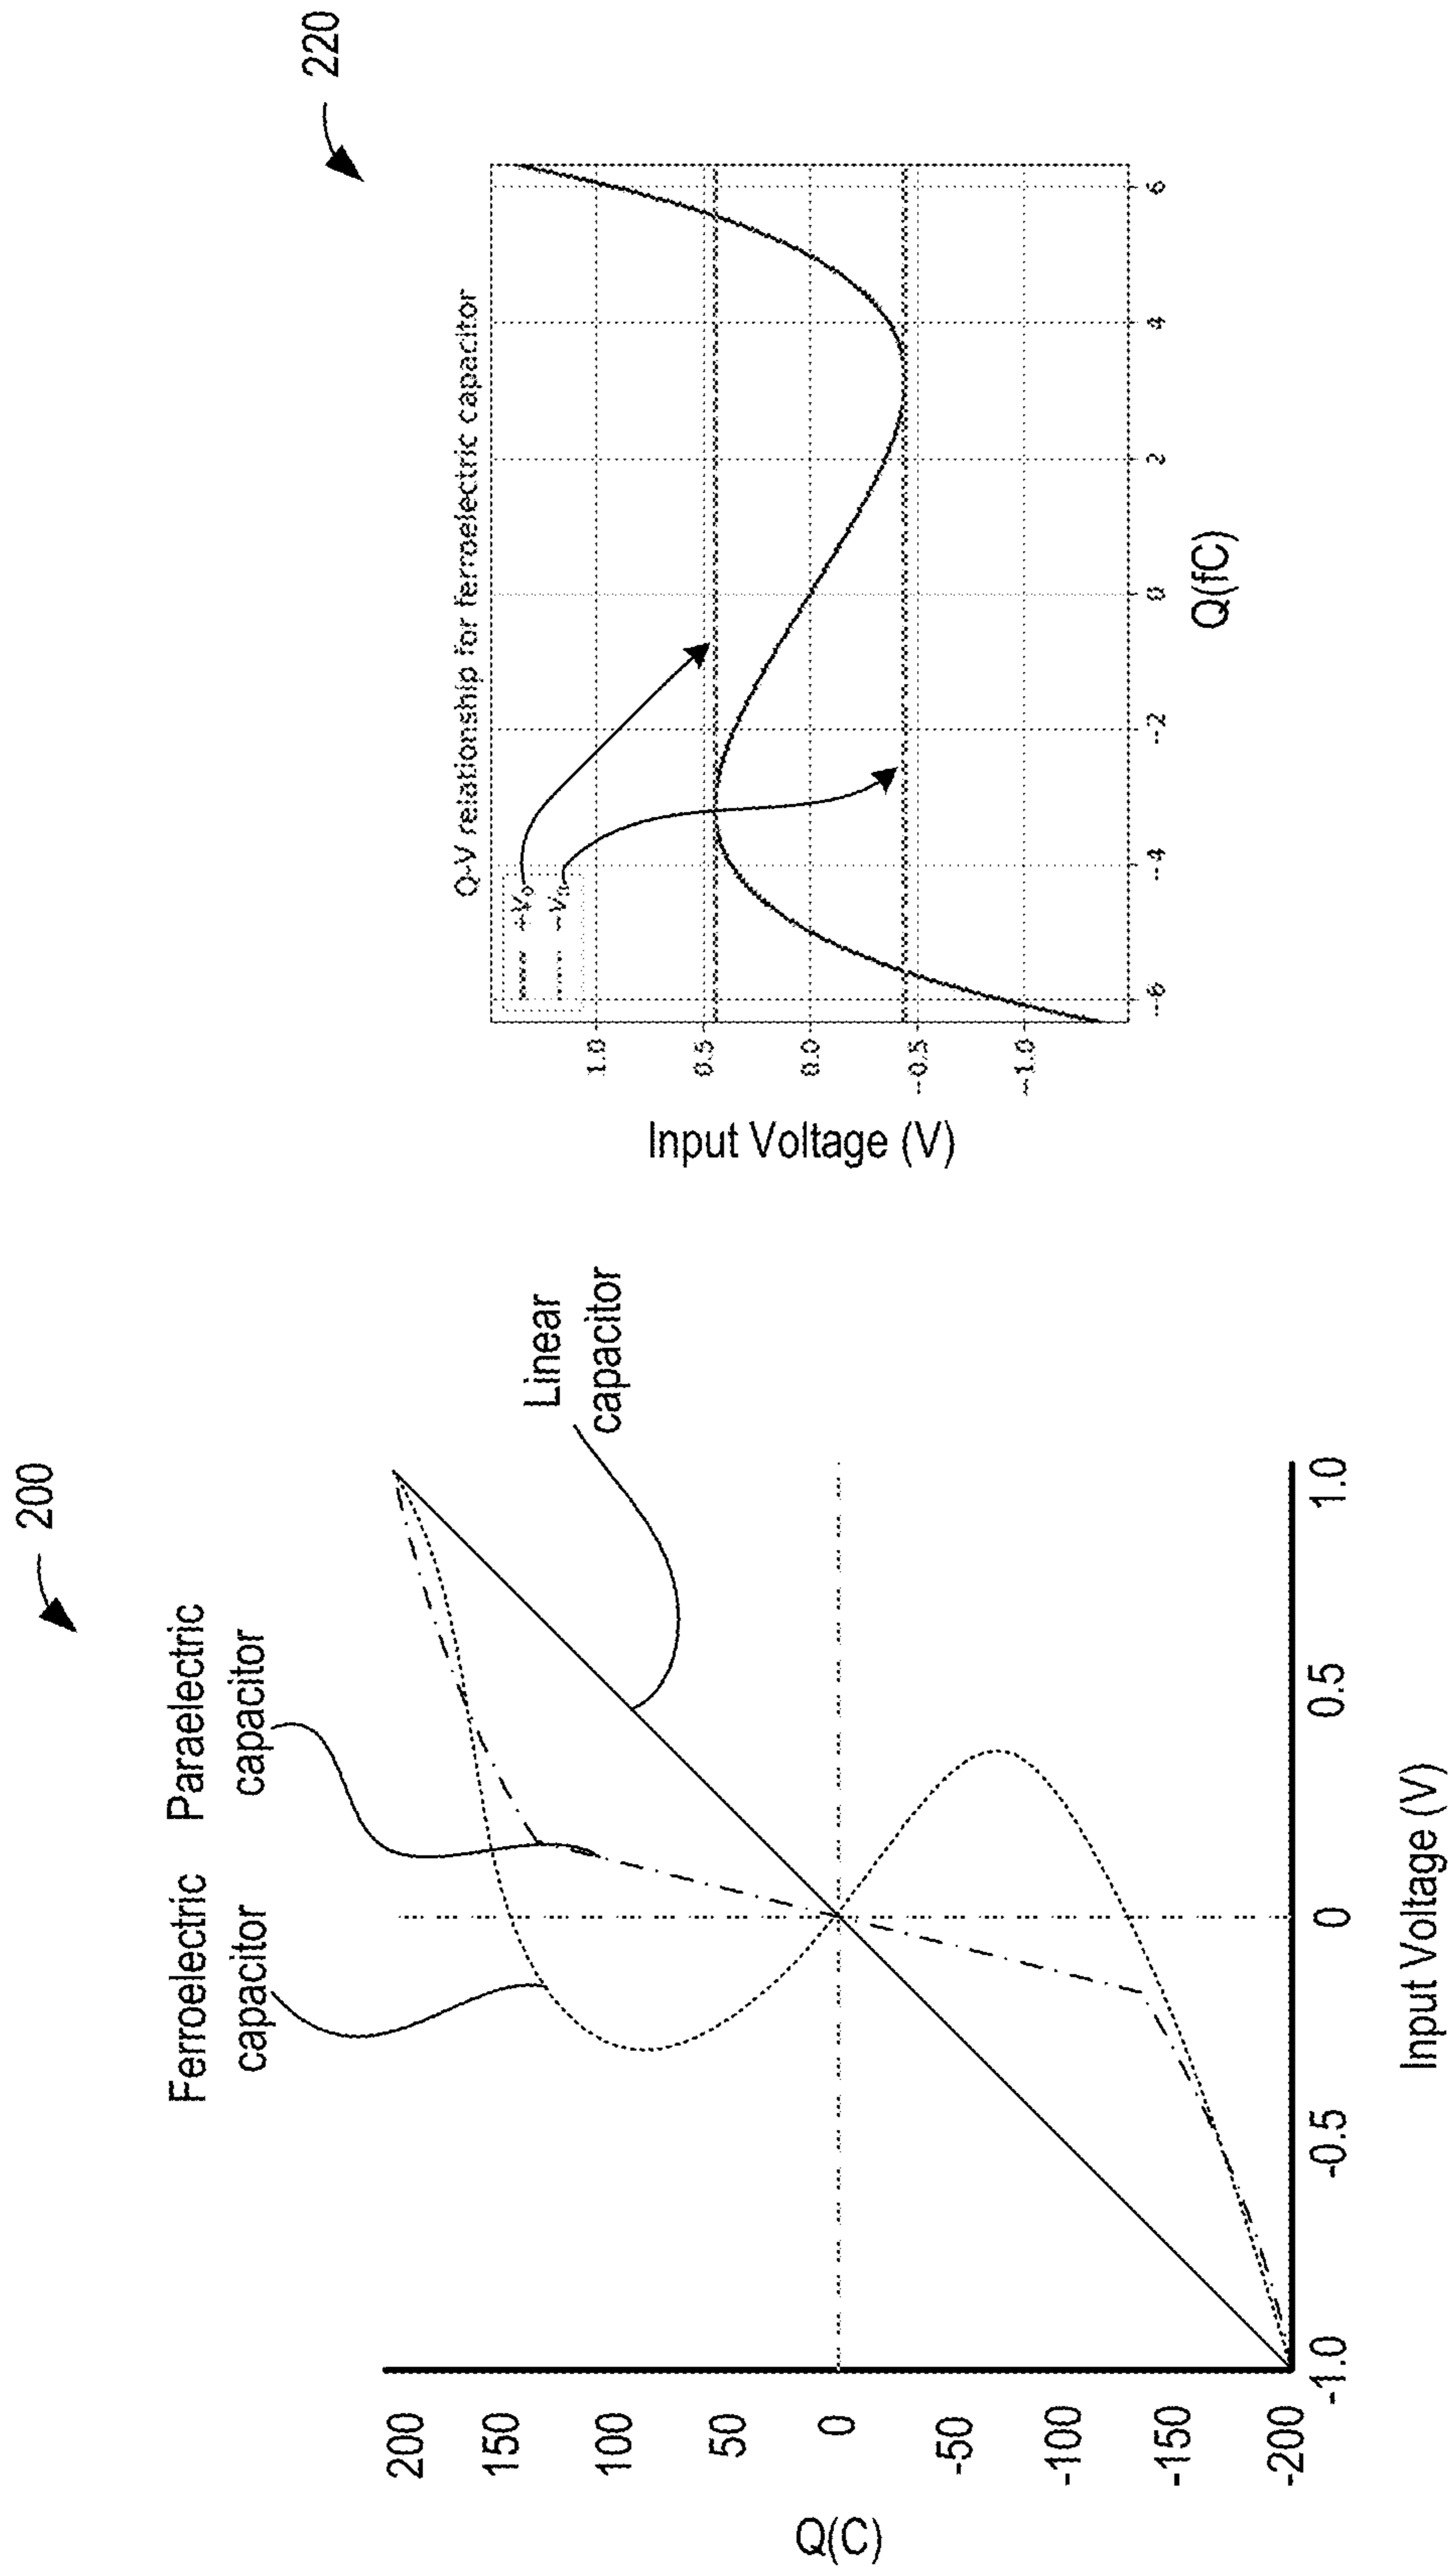 200
Ferroelectric
capacitor
Paraelectric
capacitor
Linear
capacitor
Q(C)
200
150
100
50
0
-50
-100
-150
-200
-1.0
-0.5
0
0.5
1.0
Input Voltage (V)
220
Q-V relationship for ferroelectric capacitor
Input Voltage (V)
1.0
0.5
0.0
-0.5
-1.0
-6
-4
-2
0
2
4
6
Q(fC)